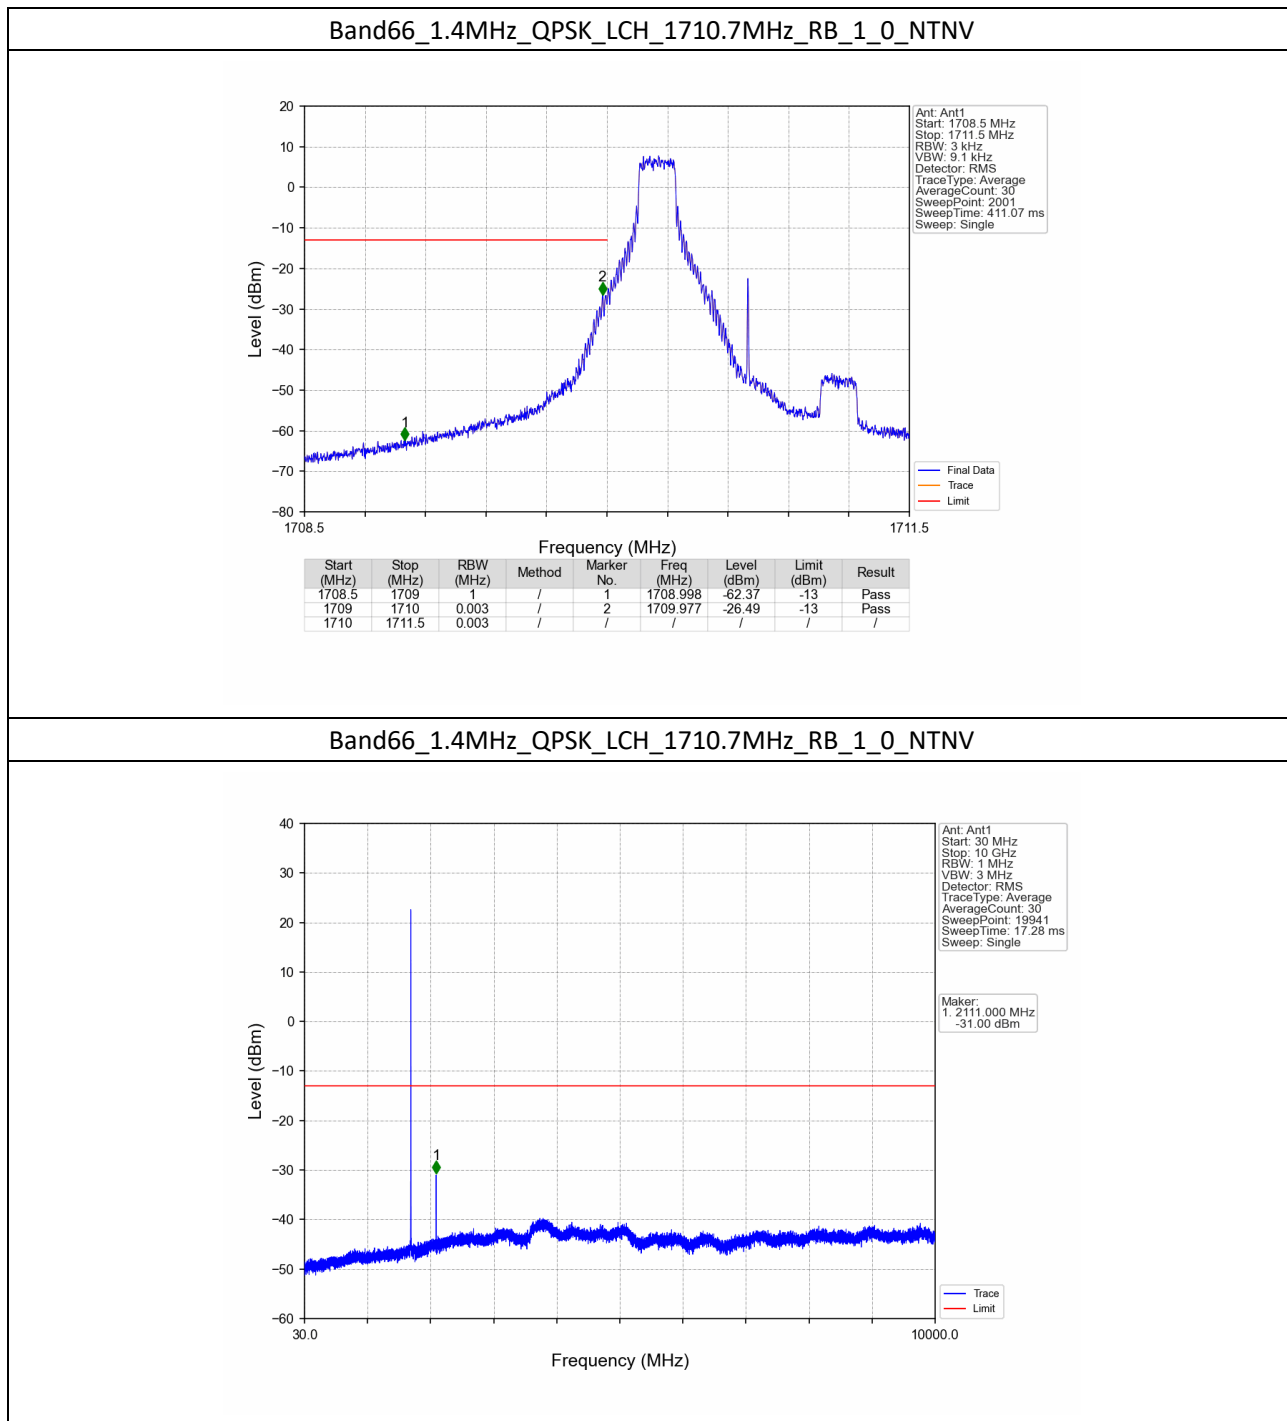 Band66_1.4MHz_QPSK_LCH_1710.7MHz_RB_1_0_NTNV
20
10
0
−10
−20
−30
−40
−50
−60
−70
−80
Level (dBm)
1
2
1708.5
1711.5
Frequency (MHz)
Ant: Ant1
Start: 1708.5 MHz
Stop: 1711.5 MHz
RBW: 3 kHz
VBW: 9.1 kHz
Detector: RMS
TraceType: Average
AverageCount: 30
SweepPoint: 2001
SweepTime: 411.07 ms
Sweep: Single
Final Data
Trace
Limit
Start (MHz) Stop (MHz) RBW (MHz) Method Marker No. Freq (MHz) Level (dBm) Limit (dBm) Result
1708.5 1709 1 / 1 1708.998 -62.37 -13 Pass
1709 1710 0.003 / 2 1709.977 -26.49 -13 Pass
1710 1711.5 0.003 / / / / / /
Band66_1.4MHz_QPSK_LCH_1710.7MHz_RB_1_0_NTNV
40
30
20
10
0
−10
−20
−30
−40
−50
−60
Level (dBm)
1
30.0
10000.0
Frequency (MHz)
Ant: Ant1
Start: 30 MHz
Stop: 10 GHz
RBW: 1 MHz
VBW: 3 MHz
Detector: RMS
TraceType: Average
AverageCount: 30
SweepPoint: 19941
SweepTime: 17.28 ms
Sweep: Single
Maker:
1. 2111.000 MHz
-31.00 dBm
Trace
Limit